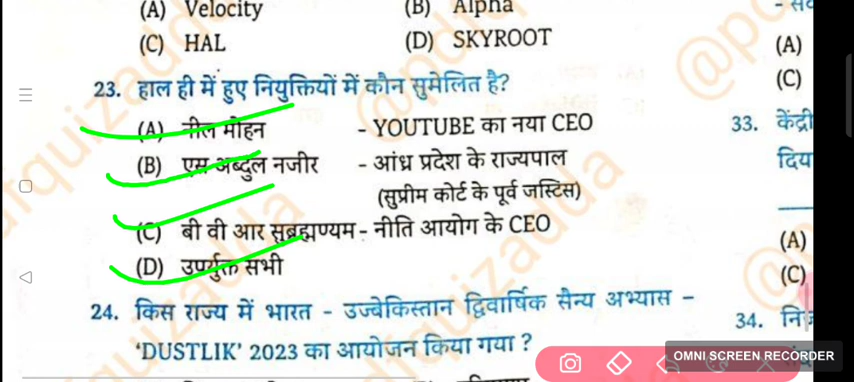 (A) Velocity (B) Alpha
(C) HAL (D) SKYROOT
23. हाल ही में हुए नियुक्तियों में कौन सुमेलित है?
(A) नील मोहन - YOUTUBE का नया CEO
(B) एस अब्दुल नजीर - आंध्र प्रदेश के राज्यपाल
(सुप्रीम कोर्ट के पूर्व जस्टिस)
(C) बी वी आर सुब्रह्मण्यम - नीति आयोग के CEO
(D) उपर्युक्त सभी
24. किस राज्य में भारत - उज्बेकिस्तान द्विवार्षिक सैन्य अभ्यास -
'DUSTLIK' 2023 का आयोजन किया गया ?
(A)
(C)
33. केंद्री
दिय
(A)
(C)
34.
OMNI SCREEN RECORDER